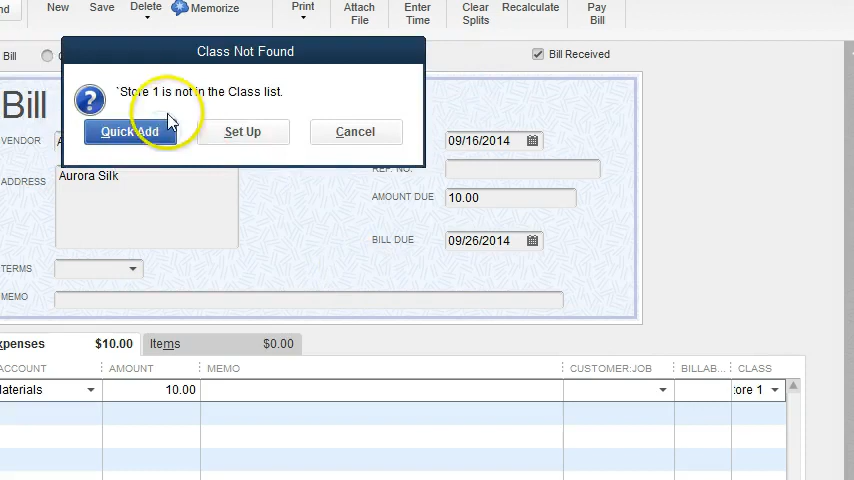 nd
New
Save
Delete
Memorize
Print
Attach
File
Enter
Time
Clear
Splits
Recalculate
Pay
Bill
Bill
Bill Received
Class Not Found
`Store 1 is not in the Class list.
Quick Add
Set Up
Cancel
Bill
VENDOR
A
09/16/2014
REF. NO.
ADDRESS
Aurora Silk
AMOUNT DUE
10.00
BILL DUE
09/26/2014
TERMS
MEMO
xpenses
$10.00
Items
$0.00
ACCOUNT
AMOUNT
MEMO
CUSTOMER:JOB
BILLAB...
CLASS
laterials
10.00
tore 1